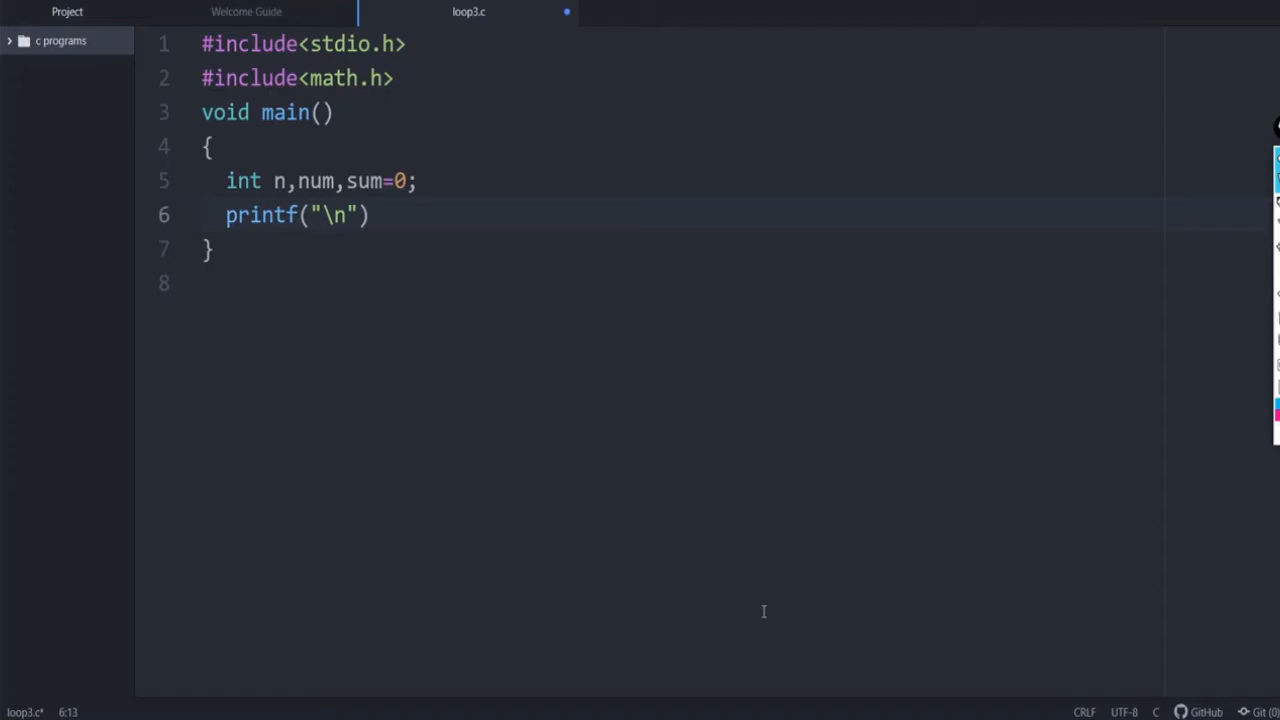 Project
Welcome Guide
loop3.c
c programs
1 #include<stdio.h>
2 #include<math.h>
3 void main()
4 {
5 int n,num,sum=0;
6 printf("\n")
7 }
8
loop3.c* 6:13
CRLF UTF-8 C GitHub Git (0)